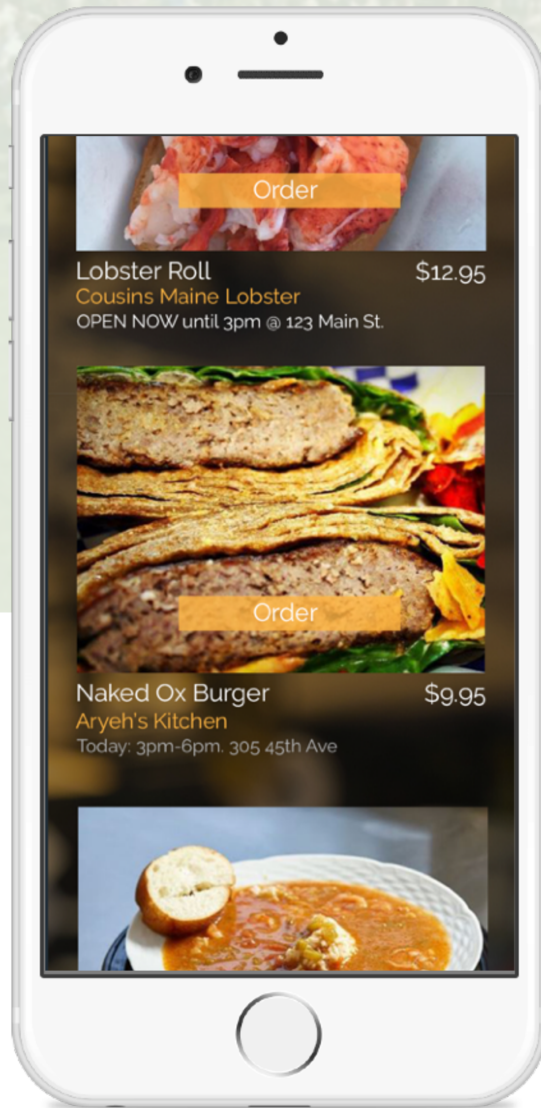 Order
Lobster Roll $12.95
Cousins Maine Lobster
OPEN NOW until 3pm @ 123 Main St.
Order
Naked Ox Burger $9.95
Aryeh's Kitchen
Today: 3pm-6pm. 305 45th Ave